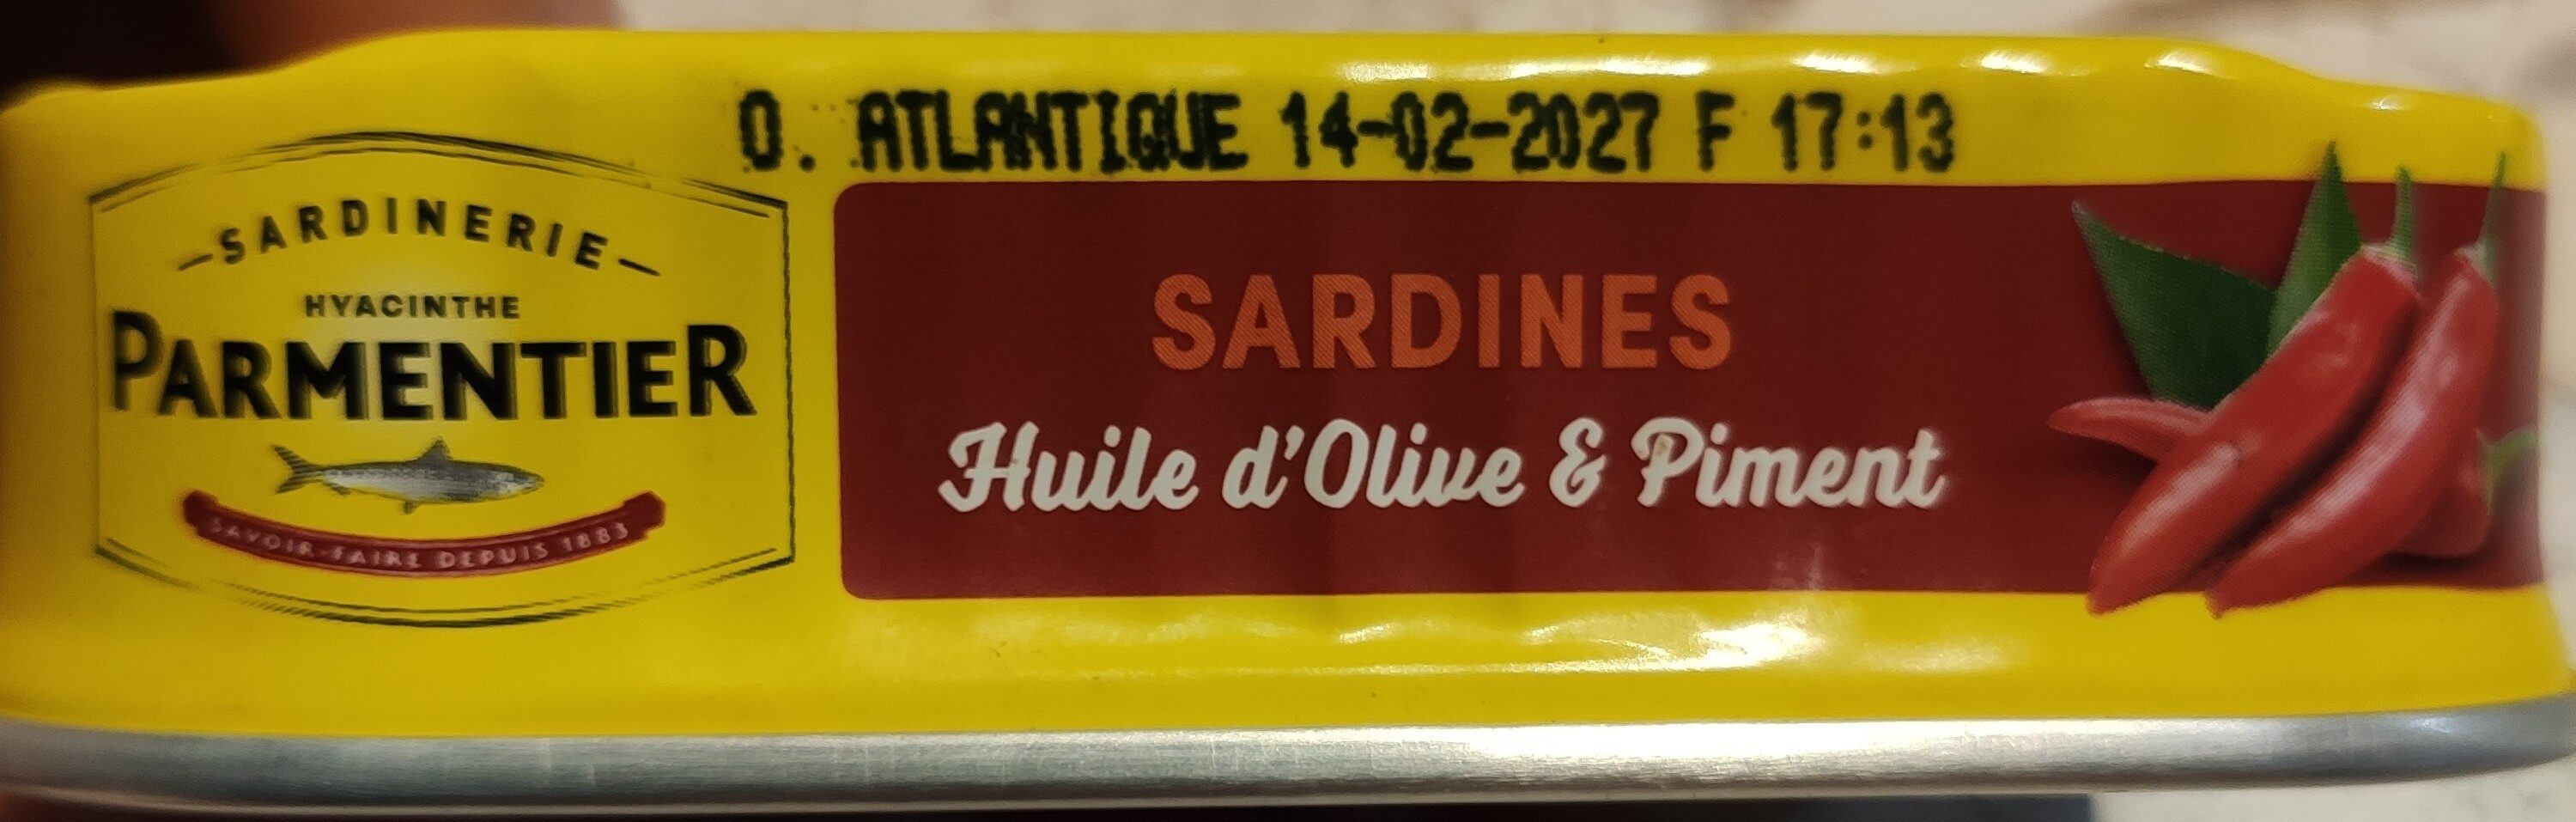 O. ATLANTIQUE 14-02-2027 F 17:13
SARDINERIE
HYACINTHE
PARMENTIER
SAVOIR-FAIRE DEPUIS 1883
SARDINES
Huile d'Olive & Piment